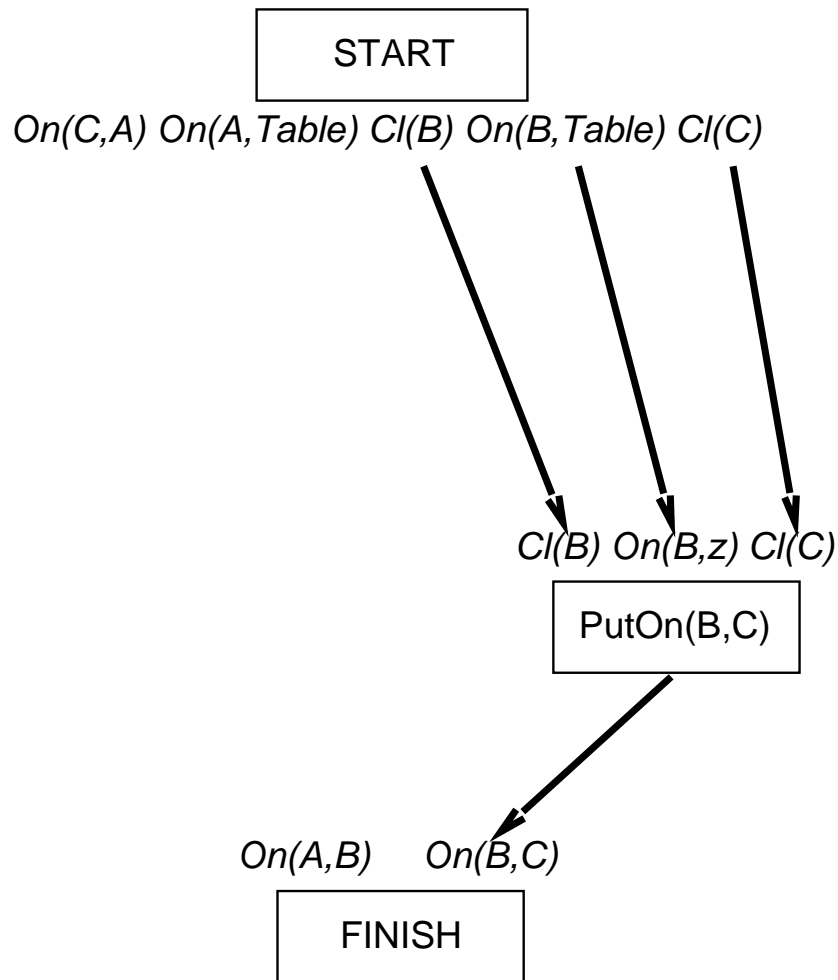 START
On(C,A) On(A,Table) Cl(B) On(B,Table) Cl(C)
Cl(B) On(B,z) Cl(C)
PutOn(B,C)
On(A,B) On(B,C)
FINISH